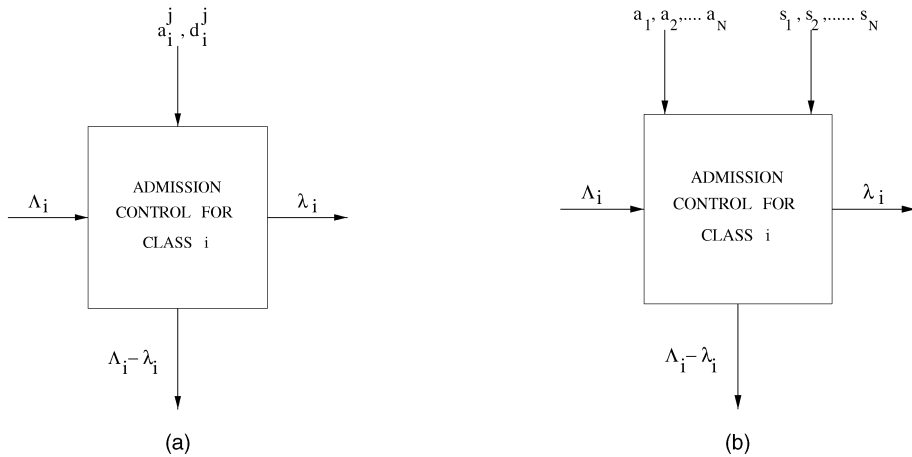 a_i^j , d_i^j
Λ_i
ADMISSION
CONTROL FOR
CLASS i
λ_i
Λ_i – λ_i
(a)
a_1, a_2,.... a_N
s_1, s_2,...... s_N
Λ_i
ADMISSION
CONTROL FOR
CLASS i
λ_i
Λ_i – λ_i
(b)